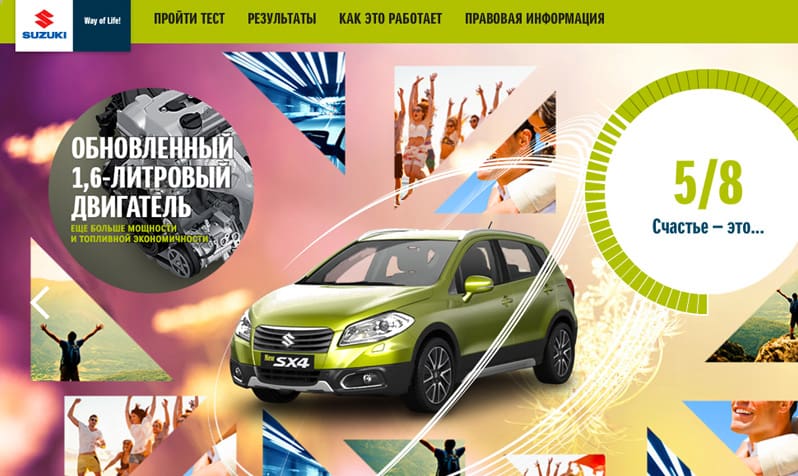 SUZUKI
Way of Life!
ПРОЙТИ ТЕСТ
РЕЗУЛЬТАТЫ
КАК ЭТО РАБОТАЕТ
ПРАВОВАЯ ИНФОРМАЦИЯ
ОБНОВЛЕННЫЙ
1,6-ЛИТРОВЫЙ
ДВИГАТЕЛЬ
ЕЩЕ БОЛЬШЕ МОЩНОСТИ
И ТОПЛИВНОЙ ЭКОНОМИЧНОСТИ
5/8
Счастье – это...
New SX4